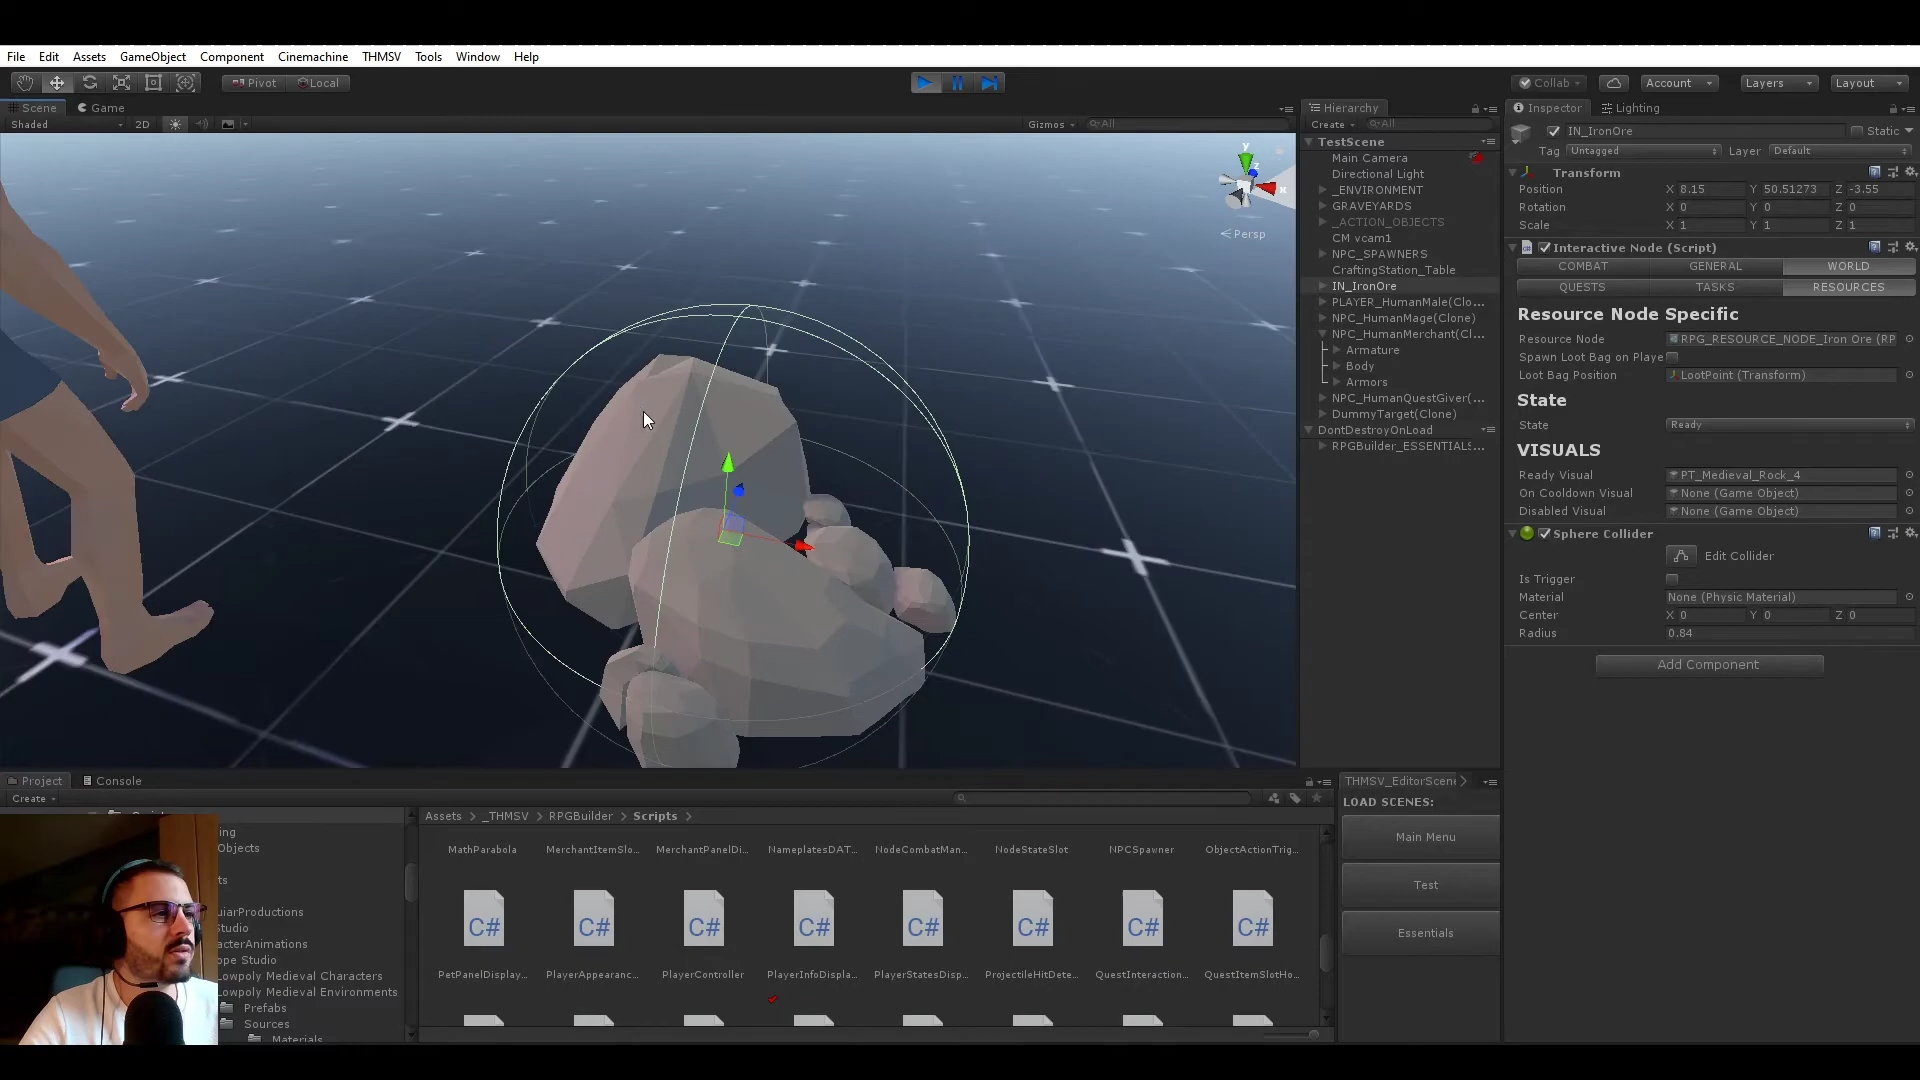 File Edit Assets GameObject Component Cinemachine THMSV Tools Window Help
Pivot Local Collab Account Layers Layout
Scene Game
Shaded 2D Gizmos All
y
x
z
Persp
Hierarchy
Create All
TestScene
Main Camera
Directional Light
_ENVIRONMENT
GRAVEYARDS
_ACTION_OBJECTS
CM vcam1
NPC_SPAWNERS
CraftingStation_Table
IN_IronOre
PLAYER_HumanMale(Clo...
NPC_HumanMage(Clone)
NPC_HumanMerchant(Cl...
Armature
Body
Armors
NPC_HumanQuestGiver(...
DummyTarget(Clone)
DontDestroyOnLoad
RPGBuilder_ESSENTIALS...
Inspector Lighting
IN_IronOre Static
Tag Untagged Layer Default
Transform
Position X 8.15 Y 50.51273 Z -3.55
Rotation X 0 Y 0 Z 0
Scale X 1 Y 1 Z 1
Interactive Node (Script)
COMBAT GENERAL WORLD
QUESTS TASKS RESOURCES
Resource Node Specific
Resource Node RPG_RESOURCE_NODE_Iron Ore (RP
Spawn Loot Bag on Playe
Loot Bag Position LootPoint (Transform)
State
State Ready
VISUALS
Ready Visual PT_Medieval_Rock_4
On Cooldown Visual None (Game Object)
Disabled Visual None (Game Object)
Sphere Collider
Edit Collider
Is Trigger
Material None (Physic Material)
Center X 0 Y 0 Z 0
Radius 0.84
Add Component
Project Console
Create
Assets > _THMSV > RPGBuilder > Scripts >
MathParabola MerchantItemSlo... MerchantPanelDi... NameplatesDAT... NodeCombatMan... NodeStateSlot NPCSpawner ObjectActionTrig...
C# C# C# C# C# C# C# C#
PetPanelDisplay... PlayerAppearanc... PlayerController PlayerInfoDispla... PlayerStatesDisp... ProjectileHitDete... QuestInteraction... QuestItemSlotHo...
ing
Objects
ts
uiarProductions
Studio
acterAnimations
ope Studio
Lowpoly Medieval Characters
Lowpoly Medieval Environments
Prefabs
Sources
Materials
THMSV_EditorScene
LOAD SCENES:
Main Menu
Test
Essentials